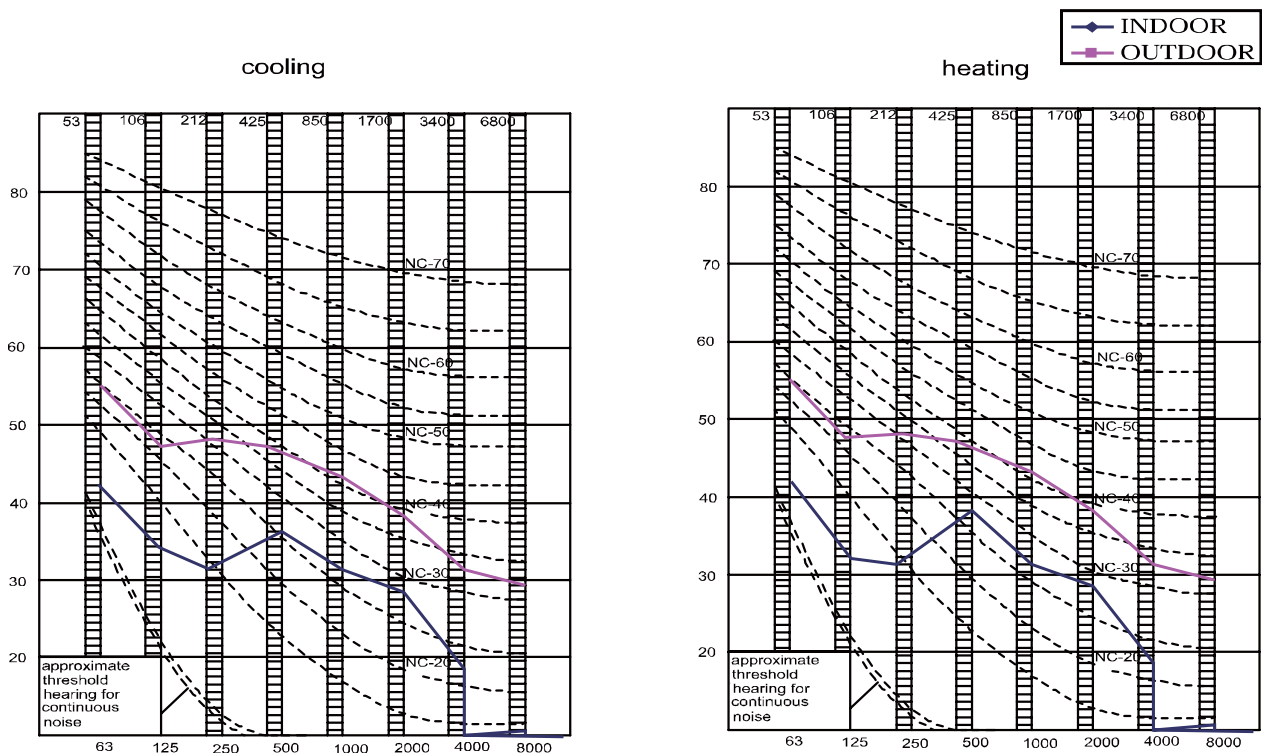 INDOOR
OUTDOOR
cooling
53 106 212 425 850 1700 3400 6800
80
70
60
50
40
30
20
NC-70
NC-60
NC-50
NC-40
NC-30
NC-20
approximate
threshold
hearing for
continuous
noise
63 125 250 500 1000 2000 4000 8000
heating
53 106 212 425 850 1700 3400 6800
80
70
60
50
40
30
20
NC-70
NC-60
NC-50
NC-40
NC-30
NC-20
approximate
threshold
hearing for
continuous
noise
63 125 250 500 1000 2000 4000 8000